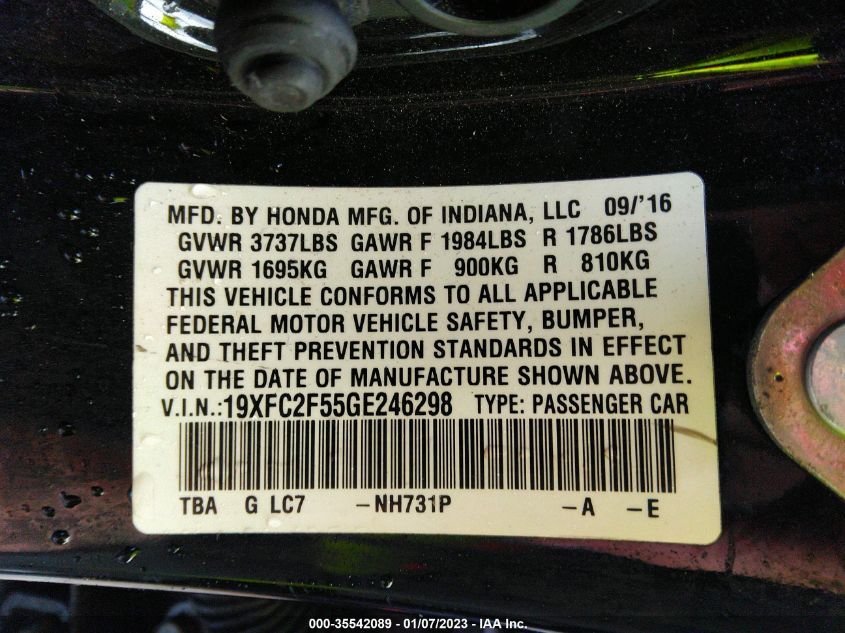 MFD. BY HONDA MFG. OF INDIANA, LLC 09/'16
GVWR 3737LBS GAWR F 1984LBS R 1786LBS
GVWR 1695KG GAWR F 900KG R 810KG
THIS VEHICLE CONFORMS TO ALL APPLICABLE
FEDERAL MOTOR VEHICLE SAFETY, BUMPER,
AND THEFT PREVENTION STANDARDS IN EFFECT
ON THE DATE OF MANUFACTURE SHOWN ABOVE.
V.I.N.:19XFC2F55GE246298 TYPE: PASSENGER CAR
TBA G LC7 -NH731P -A -E
000-35542089 - 01/07/2023 - IAA Inc.